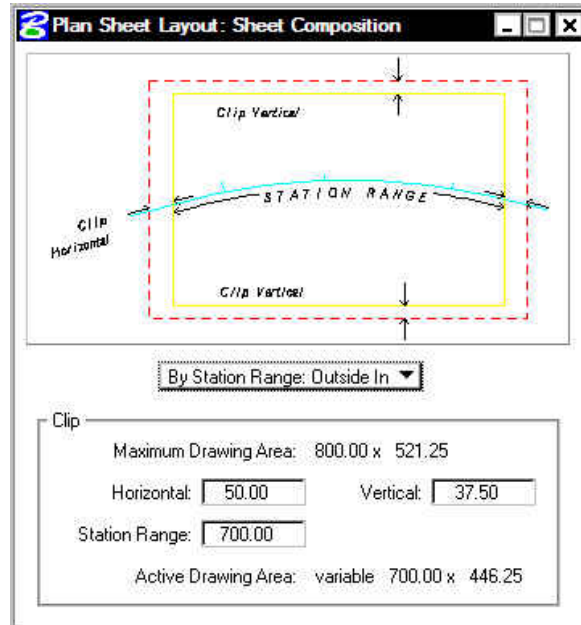 Plan Sheet Layout: Sheet Composition
Clip Vertical
STATION RANGE
Clip
Horizontal
Clip Vertical
By Station Range: Outside In
Clip
Maximum Drawing Area: 800.00 x 521.25
Horizontal: 50.00 Vertical: 37.50
Station Range: 700.00
Active Drawing Area: variable 700.00 x 446.25